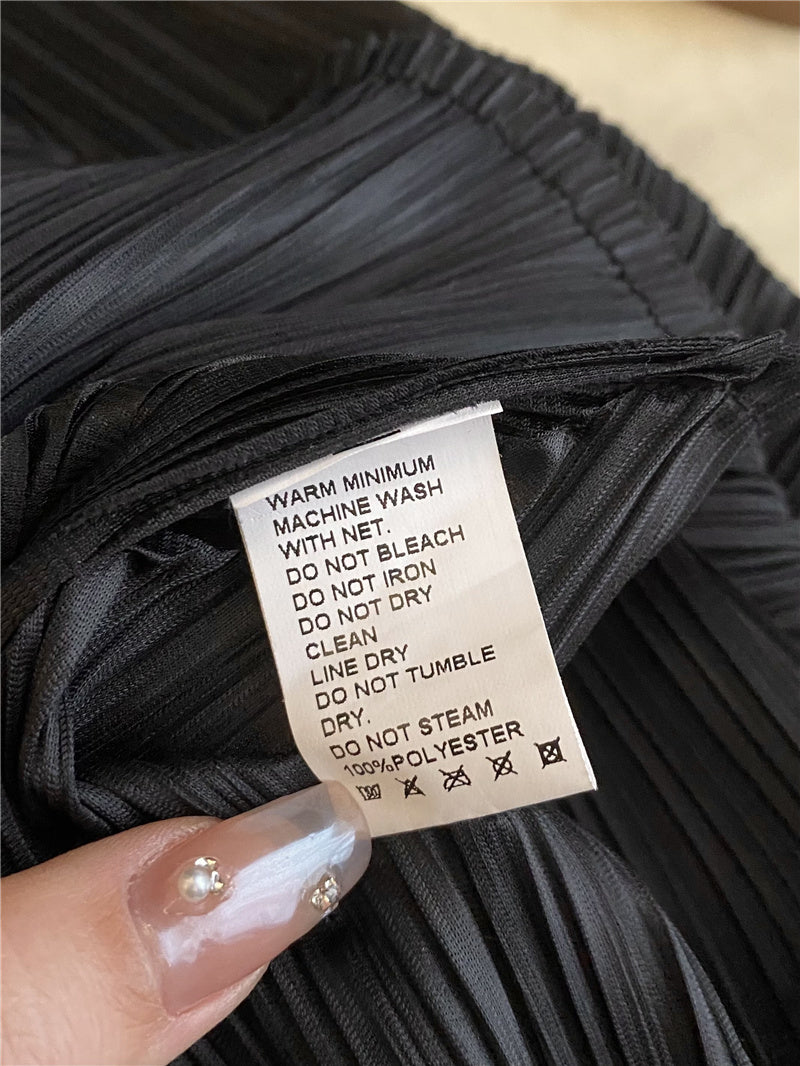 WARM MINIMUM
MACHINE WASH
WITH NET.
DO NOT BLEACH
DO NOT IRON
DO NOT DRY
CLEAN
LINE DRY
DO NOT TUMBLE
DRY.
DO NOT STEAM
100%POLYESTER